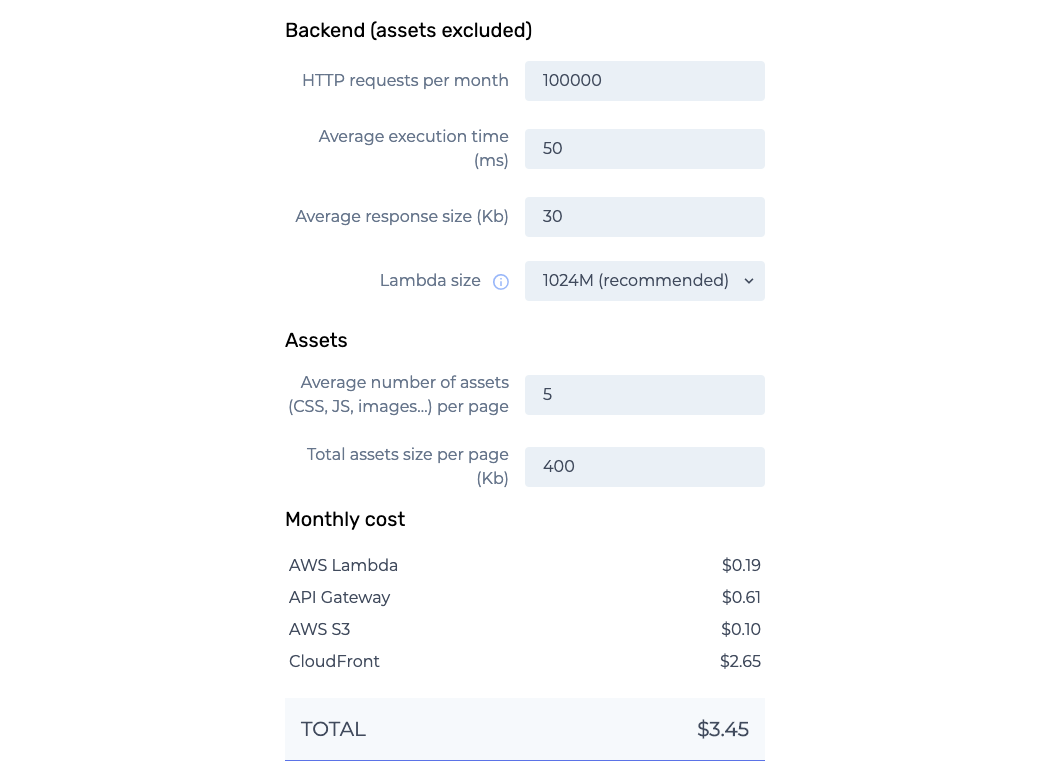 Backend (assets excluded)
HTTP requests per month 100000
Average execution time
(ms) 50
Average response size (Kb) 30
Lambda size 1024M (recommended)
Assets
Average number of assets
(CSS, JS, images...) per page 5
Total assets size per page
(Kb) 400
Monthly cost
AWS Lambda $0.19
API Gateway $0.61
AWS S3 $0.10
CloudFront $2.65
TOTAL $3.45